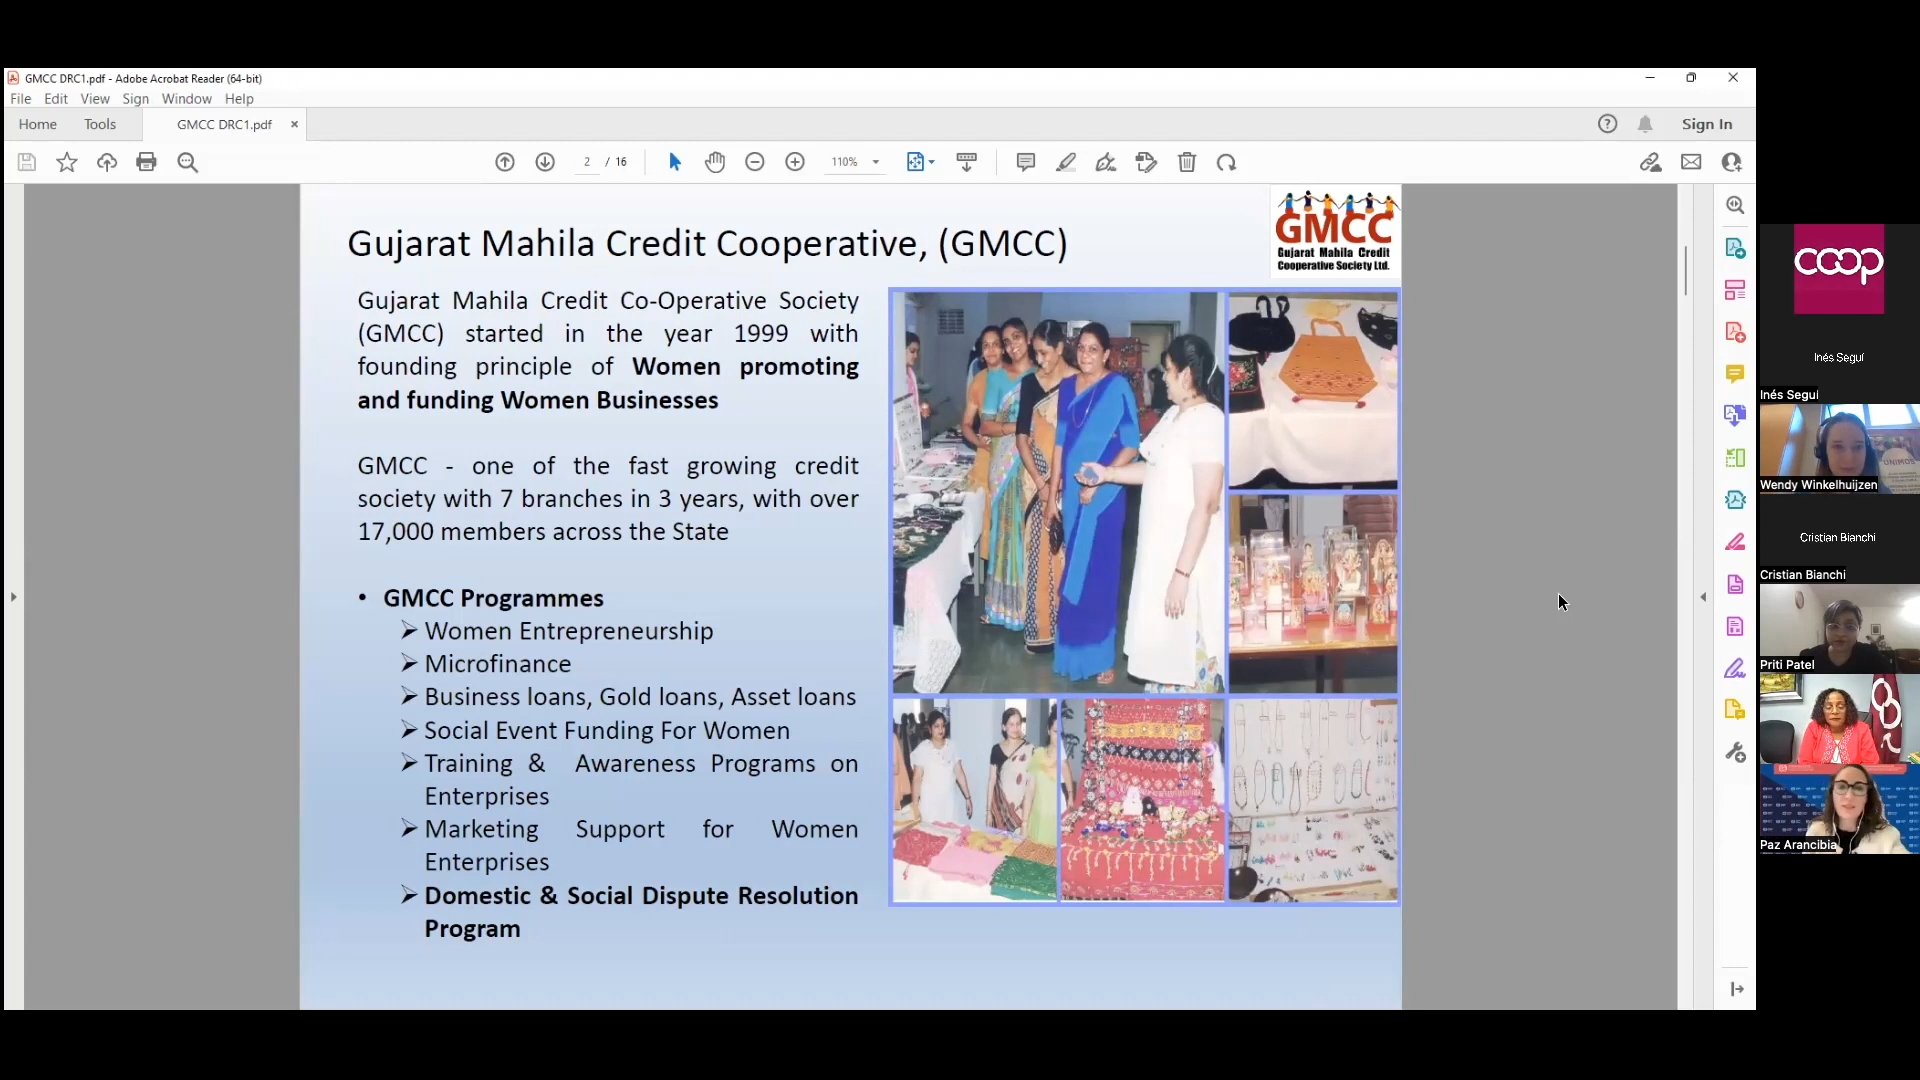 GMCC DRC1.pdf - Adobe Acrobat Reader (64-bit)
File Edit View Sign Window Help
Home Tools GMCC DRC1.pdf × Sign In
2 / 16 110%
GMCC
Gujarat Mahila Credit
Cooperative Society Ltd.
Gujarat Mahila Credit Cooperative, (GMCC)
Gujarat Mahila Credit Co-Operative Society
(GMCC) started in the year 1999 with
founding principle of Women promoting
and funding Women Businesses
GMCC - one of the fast growing credit
society with 7 branches in 3 years, with over
17,000 members across the State
• GMCC Programmes
➢ Women Entrepreneurship
➢ Microfinance
➢ Business loans, Gold loans, Asset loans
➢ Social Event Funding For Women
➢ Training & Awareness Programs on
Enterprises
➢ Marketing Support for Women
Enterprises
➢ Domestic & Social Dispute Resolution
Program
coop
Inés Seguí
Inés Seguí
UNIMOS
Wendy Winkelhuijzen
Cristian Bianchi
Cristian Bianchi
Priti Patel
Paz Arancibia